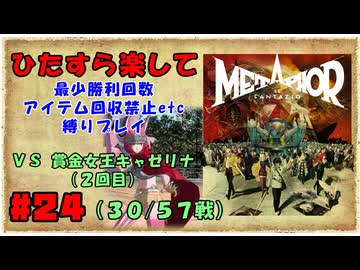 ひたすら楽して
最少勝利回数
アイテム回収禁止etc
縛りプレイ
ＶＳ 賞金女王キャゼリナ
（２回目）
#24（３０/５７戦）
METAPHOR
RE FANTAZIO